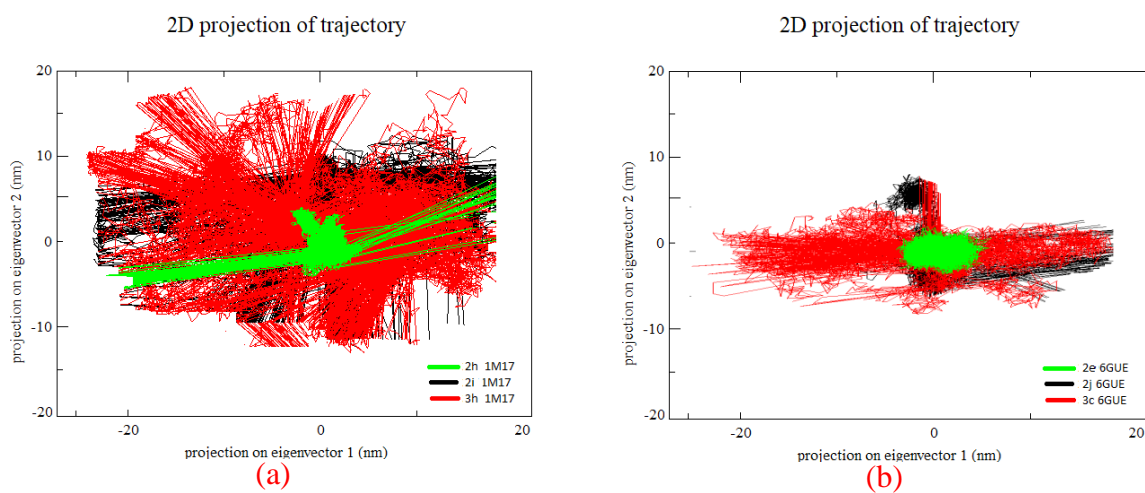 2D projection of trajectory
20
10
0
-10
-20
projection on eigenvector 2 (nm)
2h 1M17
2i 1M17
3h 1M17
-20
0
20
projection on eigenvector 1 (nm)
(a)
2D projection of trajectory
20
10
0
-10
-20
projection on eigenvector 2 (nm)
2e 6GUE
2j 6GUE
3c 6GUE
-20
0
20
projection on eigenvector 1 (nm)
(b)